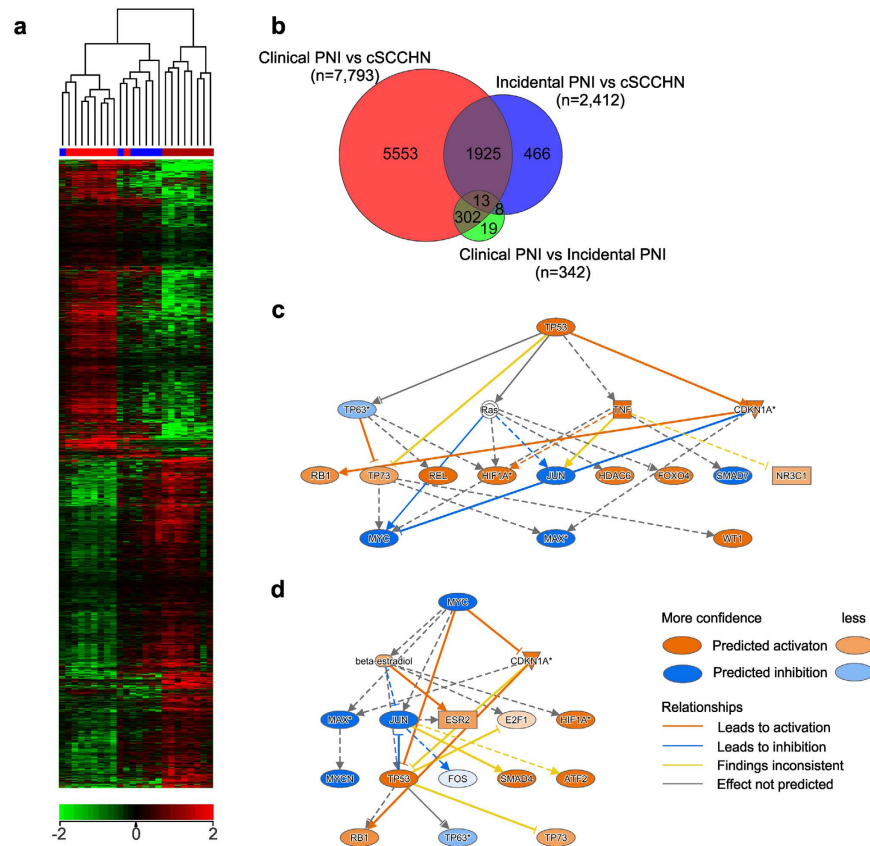 a
-2 0 2
b
Clinical PNI vs cSCCHN
(n=7,793)
Incidental PNI vs cSCCHN
(n=2,412)
5553
1925
466
13
302
8
19
Clinical PNI vs Incidental PNI
(n=342)
c
TP53
TP63*
Ras
TNF
CDKN1A*
RB1
TP73
REL
HIF1A*
JUN
HDAC6
FOXO4
SMAD7
NR3C1
MYC
MAX*
WT1
d
MYC
beta-estradiol
CDKN1A*
MAX*
JUN
ESR2
E2F1
HIF1A*
MYCN
TP53
FOS
SMAD4
ATF2
RB1
TP63*
TP73
More confidence less
Predicted activaton
Predicted inhibition
Relationships
Leads to activation
Leads to inhibition
Findings inconsistent
Effect not predicted